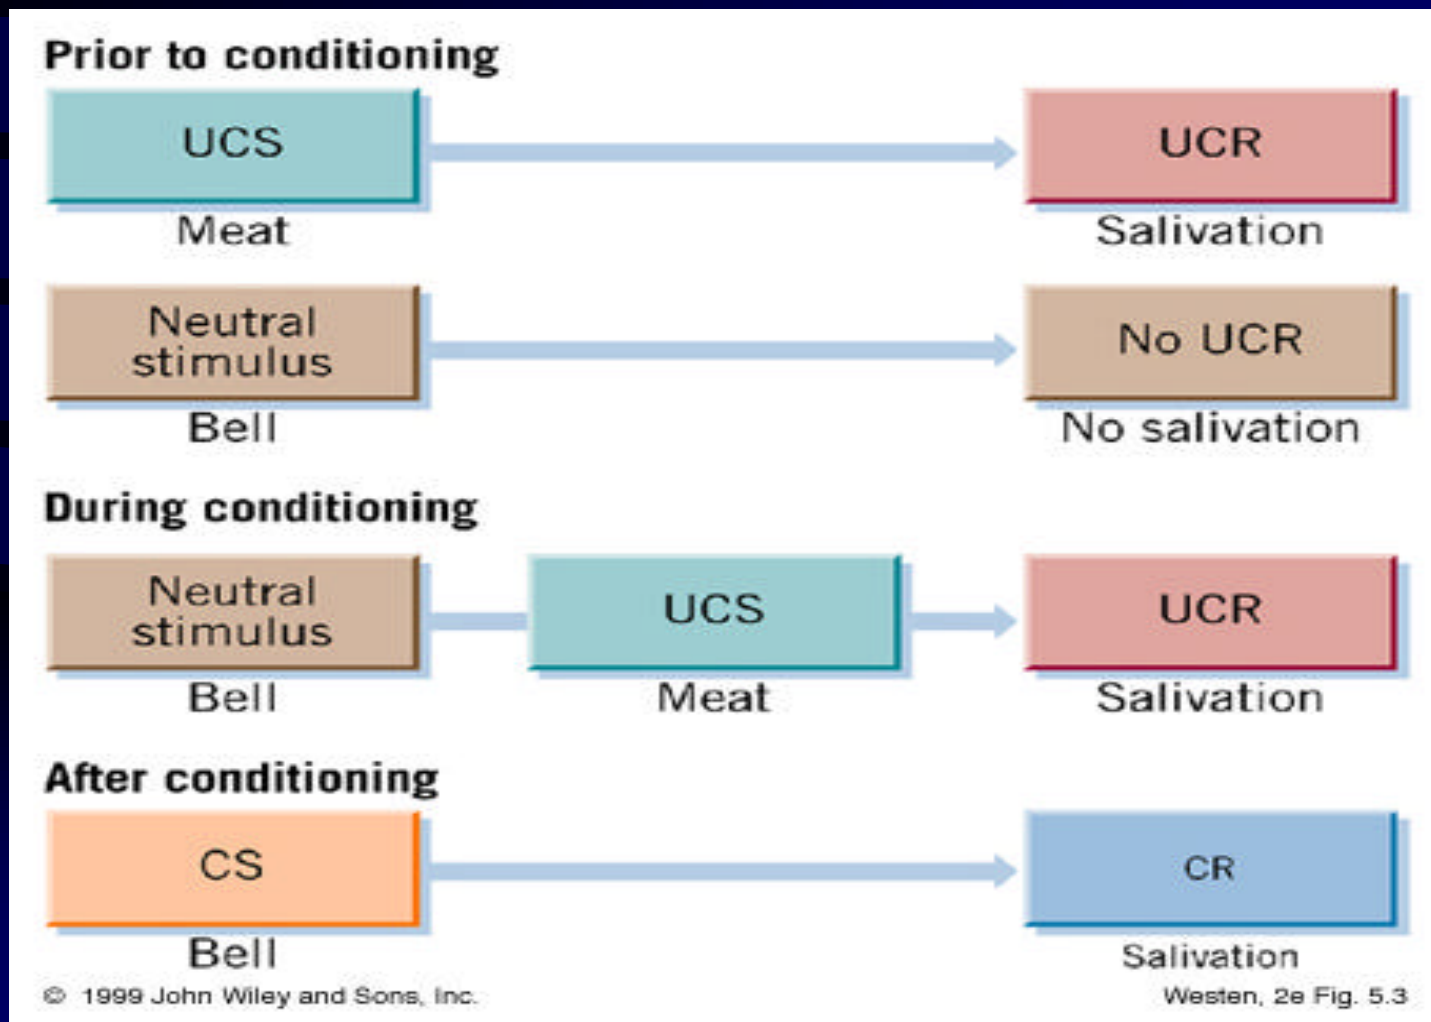 Prior to conditioning
UCS
UCR
Meat
Salivation
Neutral
stimulus
No UCR
Bell
No salivation
During conditioning
Neutral
stimulus
UCS
UCR
Bell
Meat
Salivation
After conditioning
CS
CR
Bell
Salivation
© 1999 John Wiley and Sons, Inc.
Westen, 2e Fig. 5.3